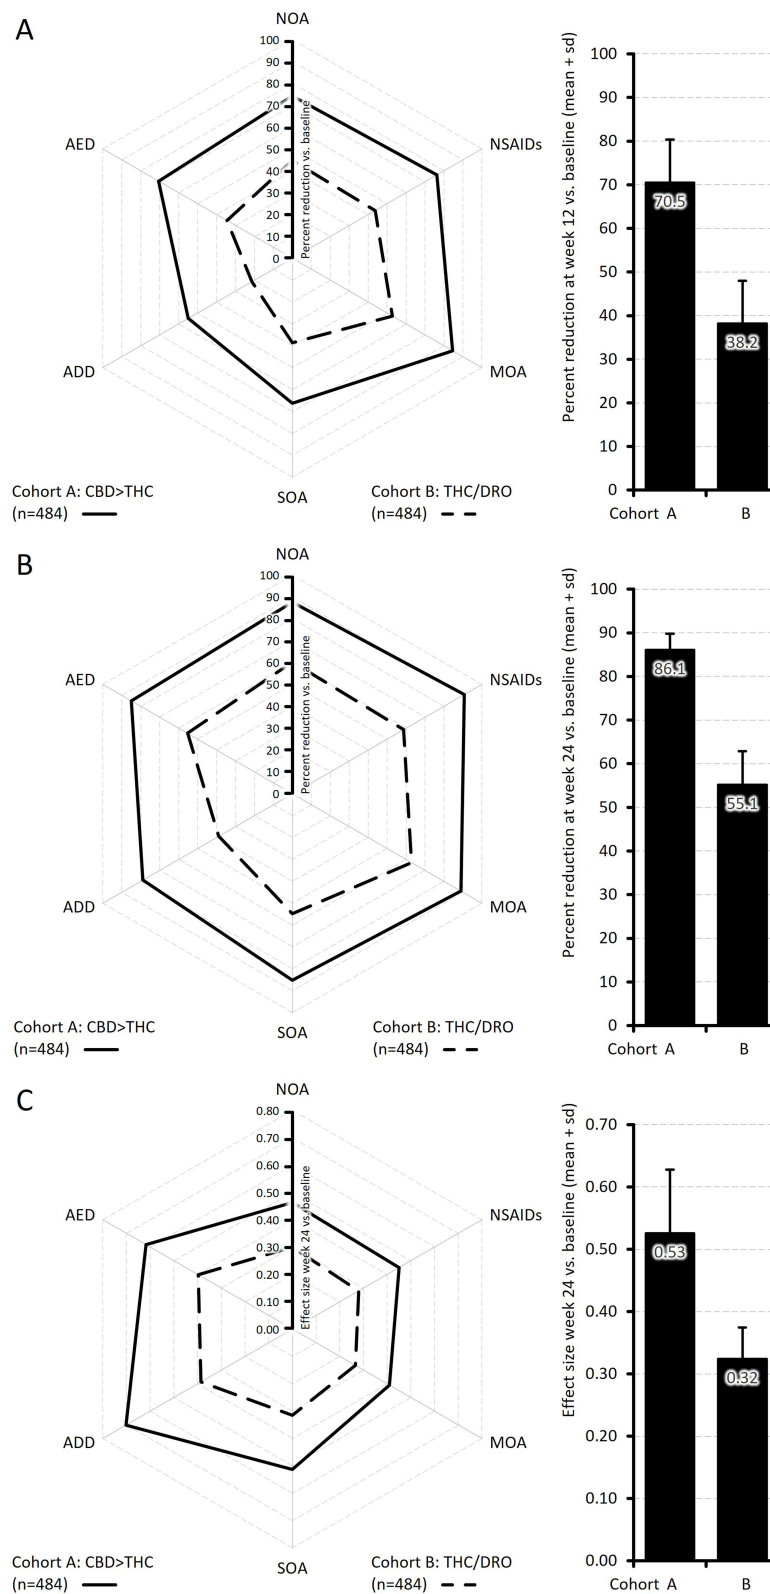 A
NOA
100
90
80
70
60
50
40
30
20
10
0
Percent reduction vs. baseline
AED
NSAIDs
ADD
MOA
SOA
Cohort A: CBD>THC
(n=484)
Cohort B: THC/DRO
(n=484)
Percent reduction at week 12 vs. baseline (mean + sd)
100
90
80
70
60
50
40
30
20
10
0
70.5
38.2
Cohort A B
B
NOA
100
90
80
70
60
50
40
30
20
10
0
Percent reduction vs. baseline
AED
NSAIDs
ADD
MOA
SOA
Cohort A: CBD>THC
(n=484)
Cohort B: THC/DRO
(n=484)
Percent reduction at week 24 vs. baseline (mean + sd)
100
90
80
70
60
50
40
30
20
10
0
86.1
55.1
Cohort A B
C
NOA
0.80
0.70
0.60
0.50
0.40
0.30
0.20
0.10
0.00
Effect size week 24 vs. baseline
AED
NSAIDs
ADD
MOA
SOA
Cohort A: CBD>THC
(n=484)
Cohort B: THC/DRO
(n=484)
Effect size week 24 vs. baseline (mean + sd)
0.70
0.60
0.50
0.40
0.30
0.20
0.10
0.00
0.53
0.32
Cohort A B